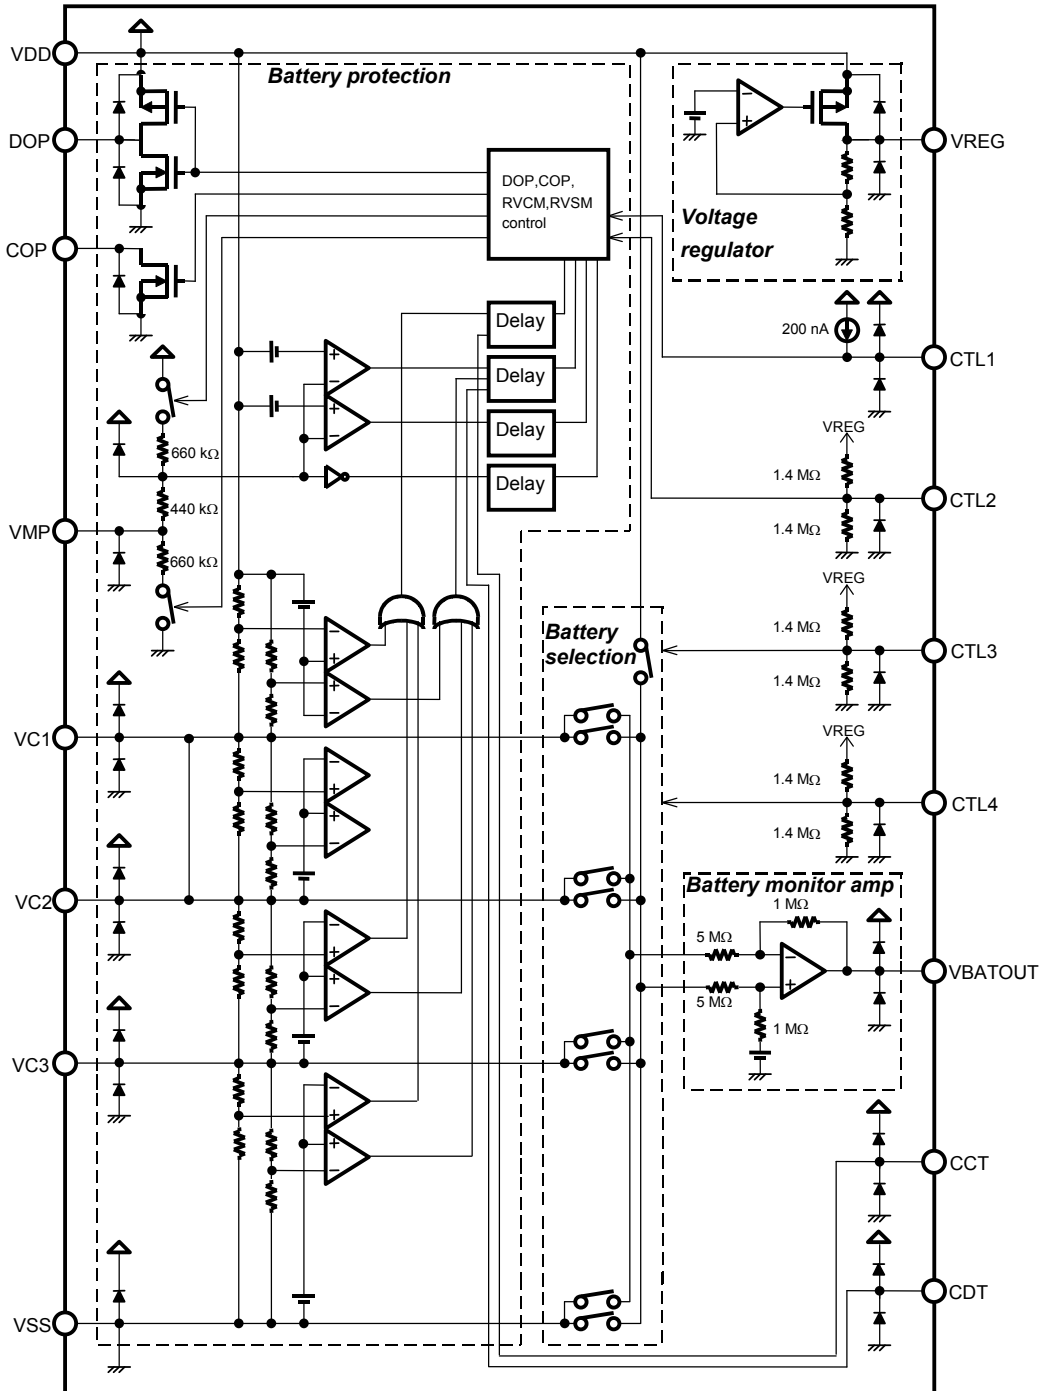 VDD
Battery protection
DOP
DOP,COP,
RVCM,RVSM
control
VREG
Voltage
regulator
COP
200 nA
CTL1
Delay
Delay
Delay
Delay
660 kΩ
440 kΩ
660 kΩ
VMP
VREG
1.4 MΩ
1.4 MΩ
CTL2
VREG
1.4 MΩ
1.4 MΩ
CTL3
Battery
selection
VC1
VREG
1.4 MΩ
1.4 MΩ
CTL4
VC2
Battery monitor amp
1 MΩ
5 MΩ
5 MΩ
1 MΩ
VBATOUT
VC3
CCT
CDT
VSS